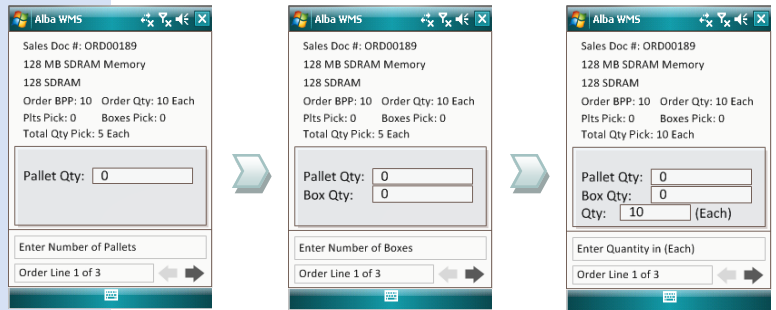 Alba WMS
Sales Doc #: ORD00189
128 MB SDRAM Memory
128 SDRAM
Order BPP: 10 Order Qty: 10 Each
Plts Pick: 0 Boxes Pick: 0
Total Qty Pick: 5 Each
Pallet Qty: 0
Enter Number of Pallets
Order Line 1 of 3
Alba WMS
Sales Doc #: ORD00189
128 MB SDRAM Memory
128 SDRAM
Order BPP: 10 Order Qty: 10 Each
Plts Pick: 0 Boxes Pick: 0
Total Qty Pick: 5 Each
Pallet Qty: 0
Box Qty: 0
Enter Number of Boxes
Order Line 1 of 3
Alba WMS
Sales Doc #: ORD00189
128 MB SDRAM Memory
128 SDRAM
Order BPP: 10 Order Qty: 10 Each
Plts Pick: 0 Boxes Pick: 0
Total Qty Pick: 10 Each
Pallet Qty: 0
Box Qty: 0
Qty: 10 (Each)
Enter Quantity in (Each)
Order Line 1 of 3